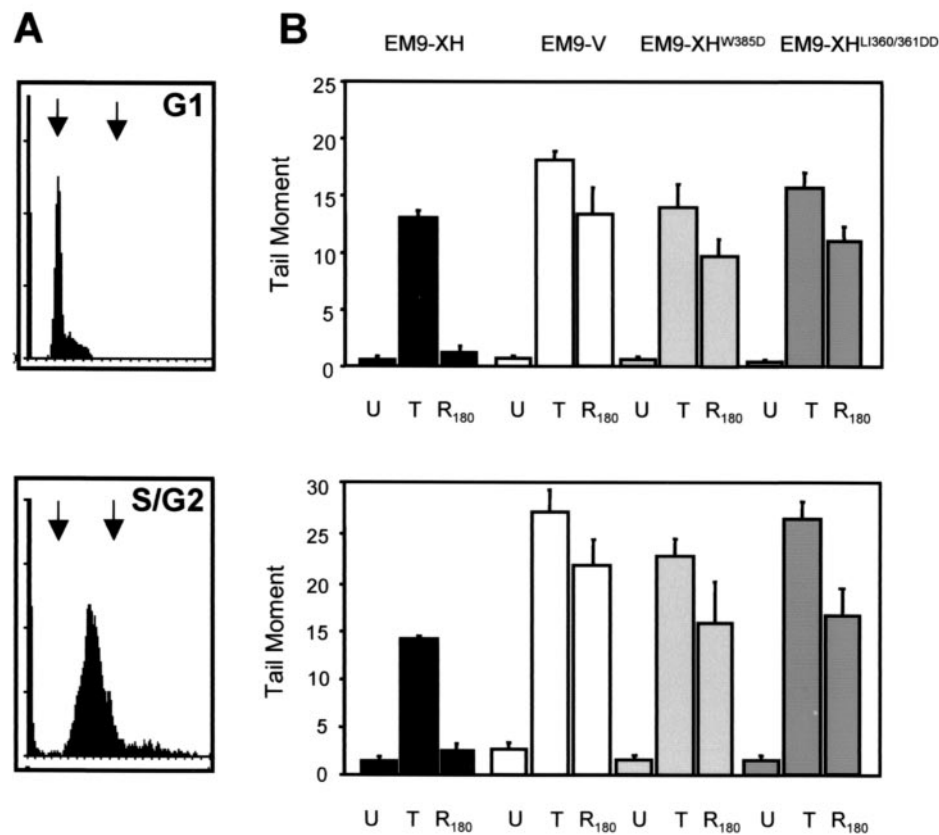 A
B
EM9-XH EM9-V EM9-XHW385D EM9-XHLI360/361DD
G1
25
20
15
10
5
0
Tail Moment
U T R180 U T R180 U T R180 U T R180
S/G2
30
25
20
15
10
5
0
Tail Moment
U T R180 U T R180 U T R180 U T R180